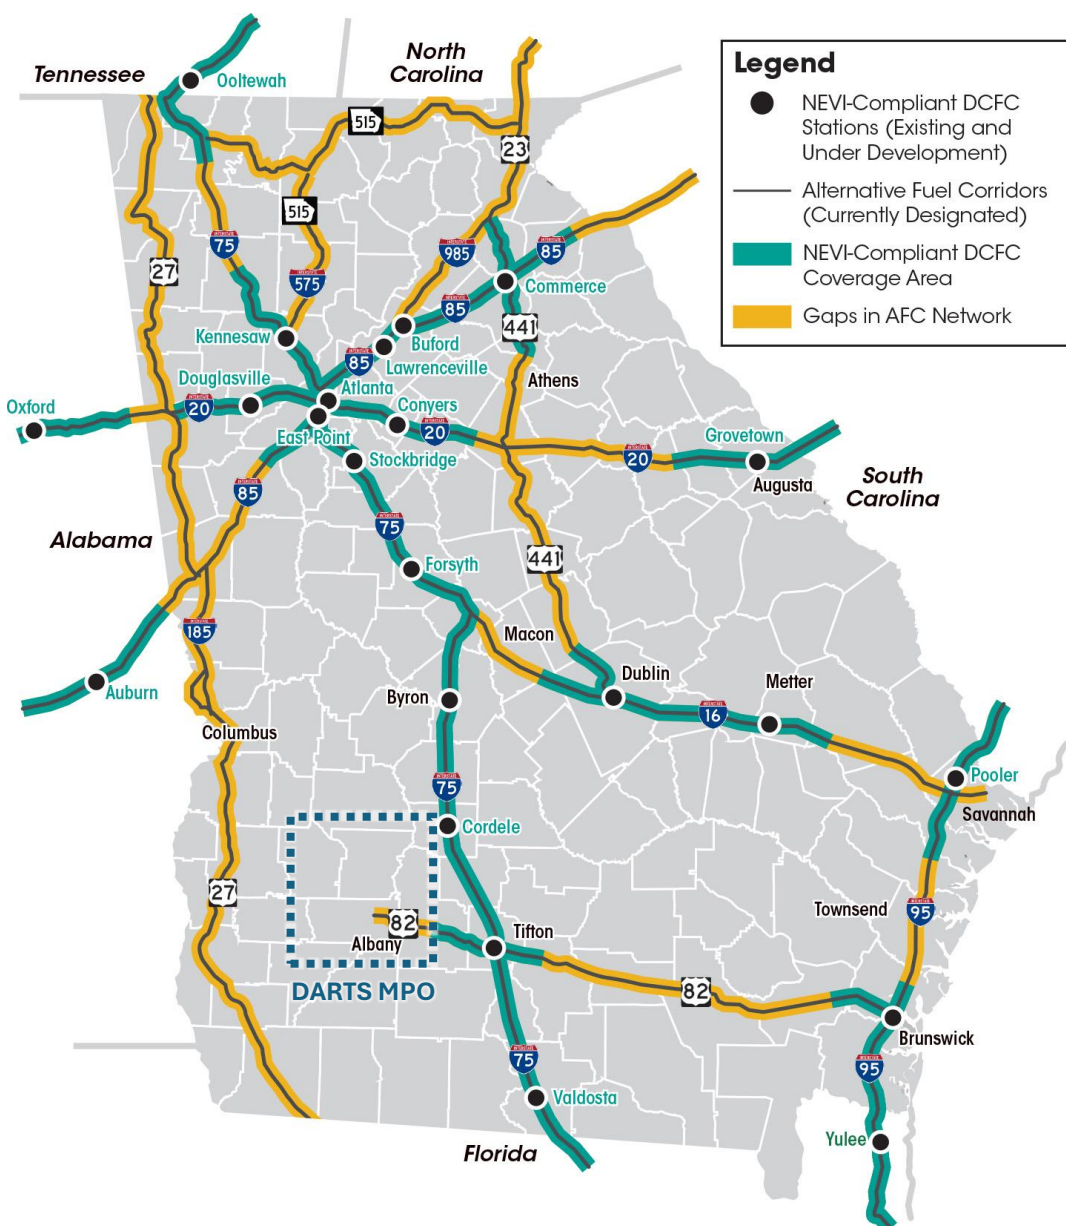 Tennessee
North
Carolina
Ooltewah
Legend
NEVI-Compliant DCFC
Stations (Existing and
Under Development)
Alternative Fuel Corridors
(Currently Designated)
NEVI-Compliant DCFC
Coverage Area
Gaps in AFC Network
515
23
515
75
985
85
27
575
Commerce
85
441
Kennesaw
Buford
85
Lawrenceville
Douglasville
Atlanta
Athens
Oxford
20
Conyers
East Point
20
Grovetown
20
Stockbridge
Augusta
South
Carolina
85
75
Alabama
441
Forsyth
185
Macon
Auburn
Dublin
Metter
Byron
16
Columbus
Pooler
75
Savannah
Cordele
27
82
Townsend
95
Albany
Tifton
DARTS MPO
82
Brunswick
75
95
Valdosta
Yulee
Florida